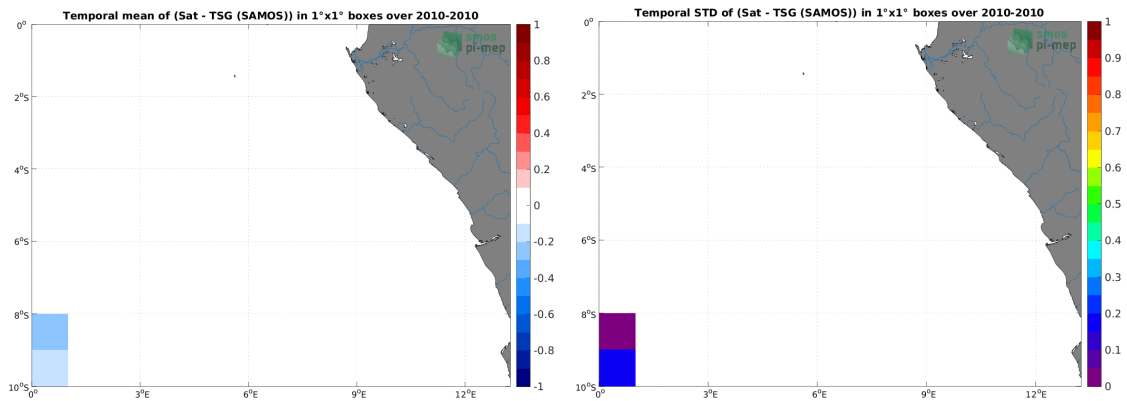 Temporal mean of (Sat - TSG (SAMOS)) in 1°x1° boxes over 2010-2010
0°
2°S
4°S
6°S
8°S
10°S
0°
3°E
6°E
9°E
12°E
smos
pi-mep
1
0.8
0.6
0.4
0.2
0
-0.2
-0.4
-0.6
-0.8
-1
Temporal STD of (Sat - TSG (SAMOS)) in 1°x1° boxes over 2010-2010
0°
2°S
4°S
6°S
8°S
10°S
0°
3°E
6°E
9°E
12°E
smos
pi-mep
1
0.9
0.8
0.7
0.6
0.5
0.4
0.3
0.2
0.1
0